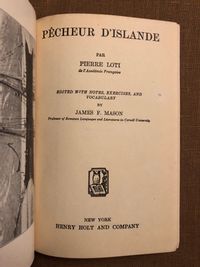 PÊCHEUR D'ISLANDE
PAR
PIERRE LOTI
de l'Académie Française
EDITED WITH NOTES, EXERCISES, AND
VOCABULARY
BY
JAMES F. MASON
Professor of Romance Languages and Literatures in Cornell University
NEW YORK
HENRY HOLT AND COMPANY